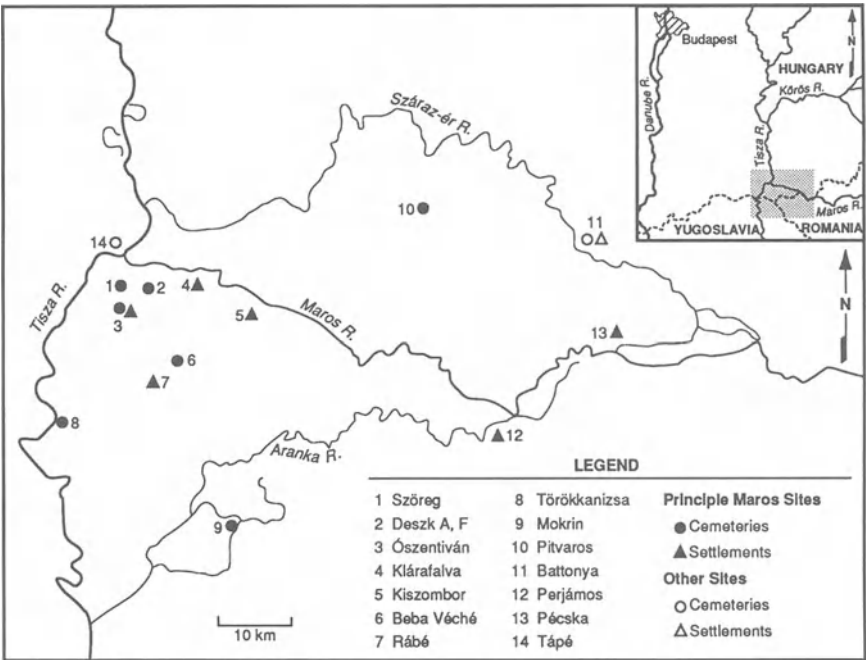 Budapest
N
HUNGARY
Körös R.
Danube R.
Tisza R.
Maros R.
YUGOSLAVIA
ROMANIA
Száraz-ér R.
10
11
14
1
2
4
3
5
Maros R.
N
13
6
7
Tisza R.
8
12
Aranka R.
9
10 km
LEGEND
1 Szöreg
2 Deszk A, F
3 Ószentiván
4 Klárafalva
5 Kiszombor
6 Beba Véché
7 Rábé
8 Törökkanizsa
9 Mokrin
10 Pitvaros
11 Battonya
12 Perjámos
13 Pécska
14 Tápé
Principle Maros Sites
Cemeteries
Settlements
Other Sites
Cemeteries
Settlements